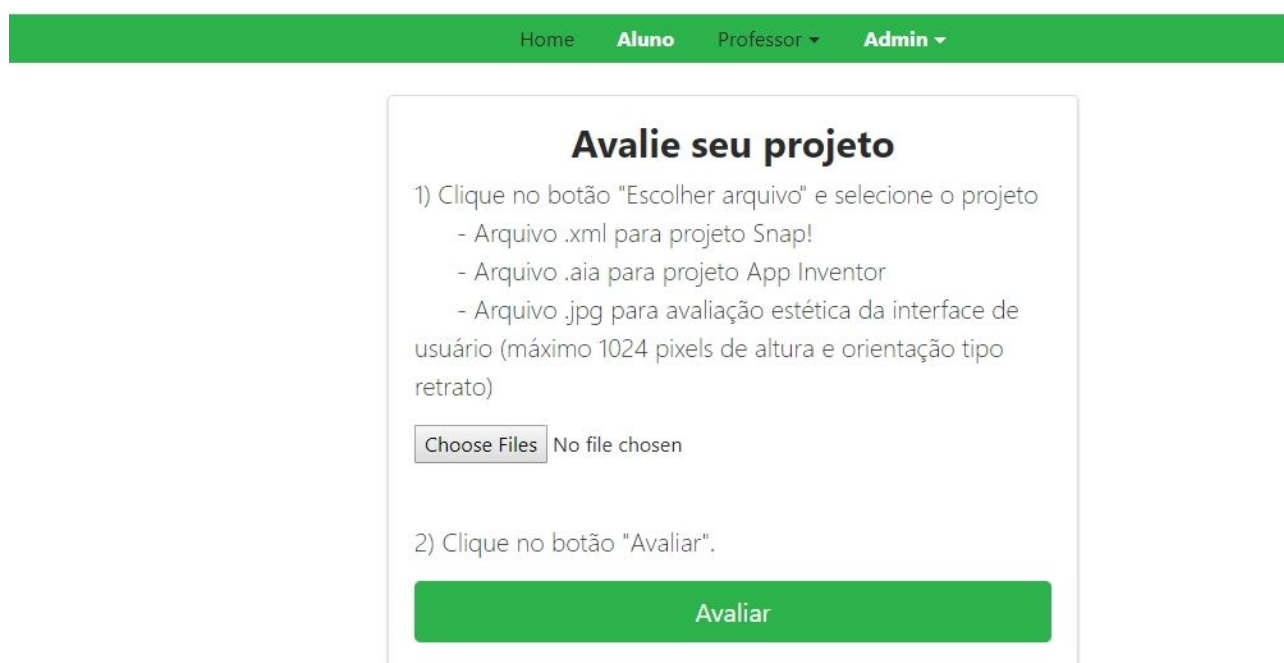 Home Aluno Professor Admin
Avalie seu projeto
1) Clique no botão "Escolher arquivo" e selecione o projeto
- Arquivo .xml para projeto Snap!
- Arquivo .aia para projeto App Inventor
- Arquivo .jpg para avaliação estética da interface de
usuário (máximo 1024 pixels de altura e orientação tipo
retrato)
Choose Files No file chosen
2) Clique no botão "Avaliar".
Avaliar